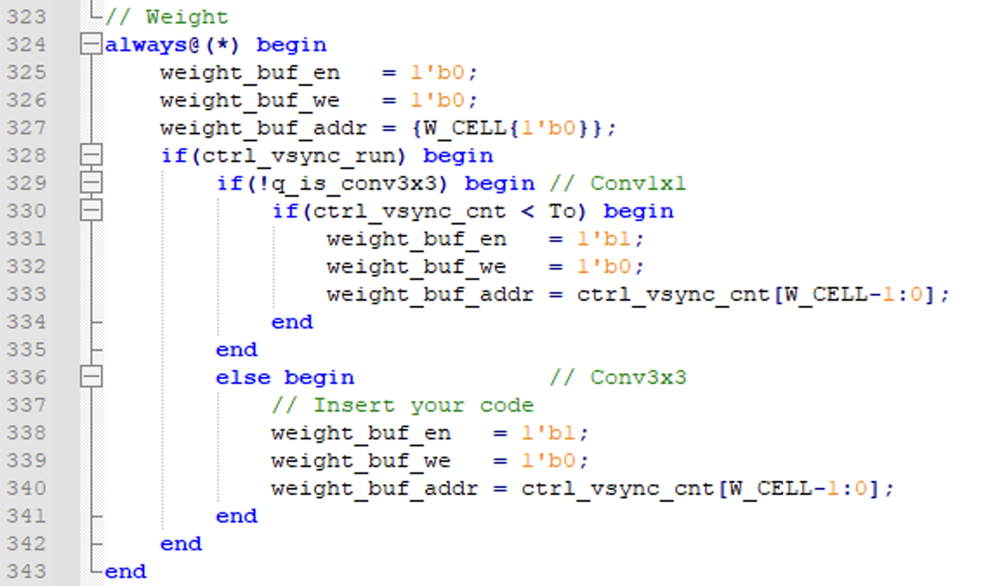 323 // Weight
324 always@(*) begin
325     weight_buf_en   = 1'b0;
326     weight_buf_we   = 1'b0;
327     weight_buf_addr = {W_CELL{1'b0}};
328     if(ctrl_vsync_run) begin
329         if(!q_is_conv3x3) begin // Conv1x1
330             if(ctrl_vsync_cnt < To) begin
331                 weight_buf_en   = 1'b1;
332                 weight_buf_we   = 1'b0;
333                 weight_buf_addr = ctrl_vsync_cnt[W_CELL-1:0];
334             end
335         end
336         else begin              // Conv3x3
337             // Insert your code
338             weight_buf_en   = 1'b1;
339             weight_buf_we   = 1'b0;
340             weight_buf_addr = ctrl_vsync_cnt[W_CELL-1:0];
341         end
342     end
343 end